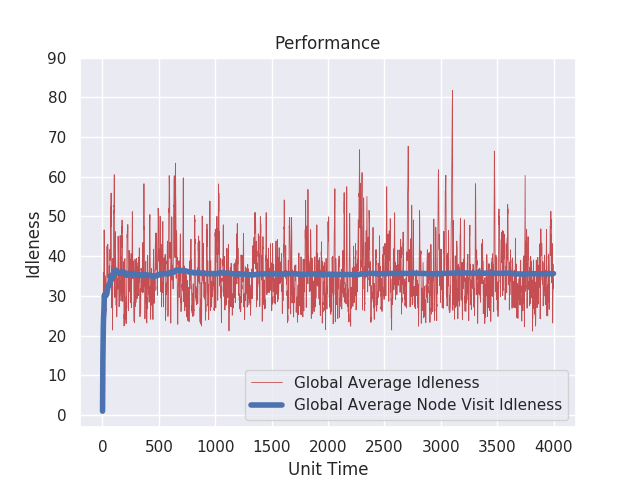 Performance
90
80
70
60
50
40
30
20
10
0
Idleness
Global Average Idleness
Global Average Node Visit Idleness
0 500 1000 1500 2000 2500 3000 3500 4000
Unit Time